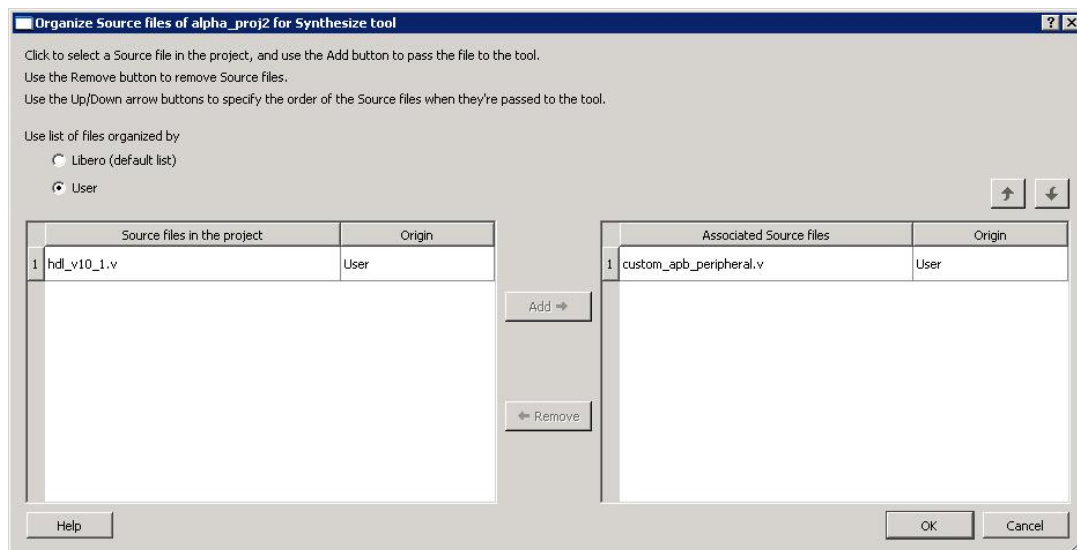 Organize Source files of alpha_proj2 for Synthesize tool
Click to select a Source file in the project, and use the Add button to pass the file to the tool.
Use the Remove button to remove Source files.
Use the Up/Down arrow buttons to specify the order of the Source files when they're passed to the tool.
Use list of files organized by
Libero (default list)
User
Source files in the project Origin
1 hdl_v10_1.v User
Associated Source files Origin
1 custom_apb_peripheral.v User
Add
Remove
Help
OK
Cancel